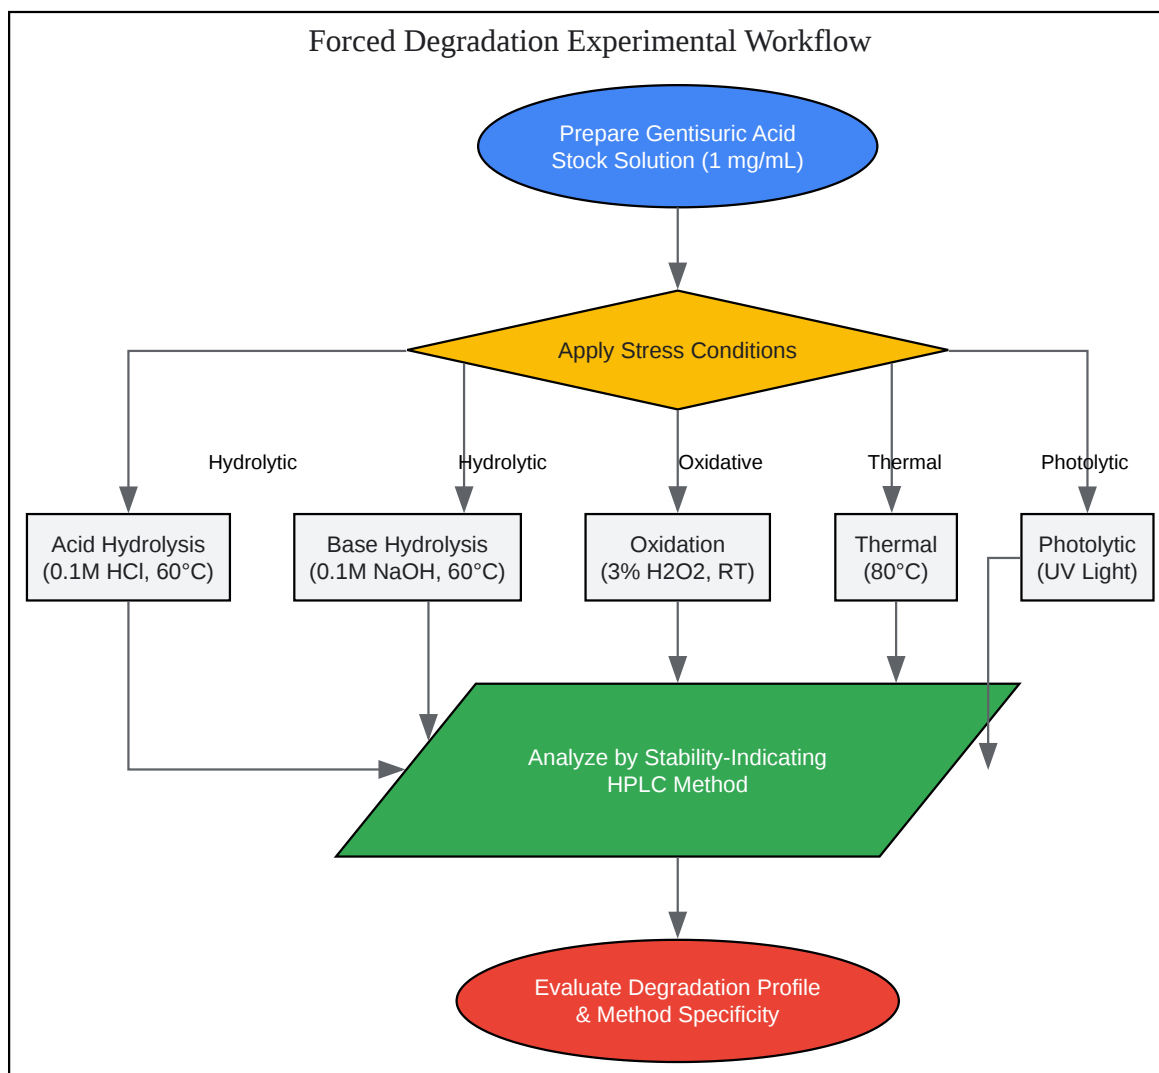 Forced Degradation Experimental Workflow
Prepare Gentisuric Acid
Stock Solution (1 mg/mL)
Apply Stress Conditions
Hydrolytic
Hydrolytic
Oxidative
Thermal
Photolytic
Acid Hydrolysis
(0.1M HCl, 60°C)
Base Hydrolysis
(0.1M NaOH, 60°C)
Oxidation
(3% H2O2, RT)
Thermal
(80°C)
Photolytic
(UV Light)
Analyze by Stability-Indicating
HPLC Method
Evaluate Degradation Profile
& Method Specificity